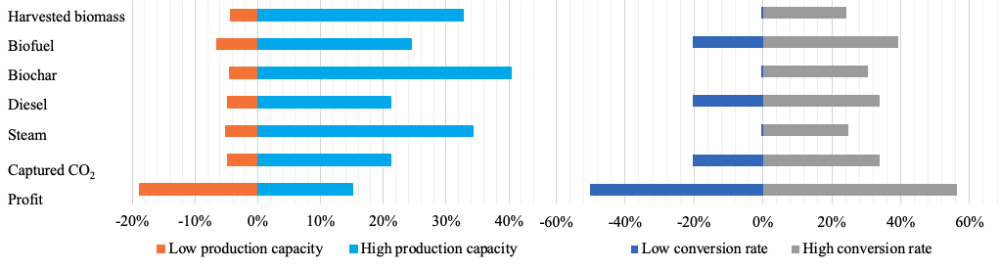 Harvested biomass
Biofuel
Biochar
Diesel
Steam
Captured CO₂
Profit
-20% -10% 0% 10% 20% 30% 40%
-60% -40% -20% 0% 20% 40% 60%
Low production capacity High production capacity
Low conversion rate High conversion rate